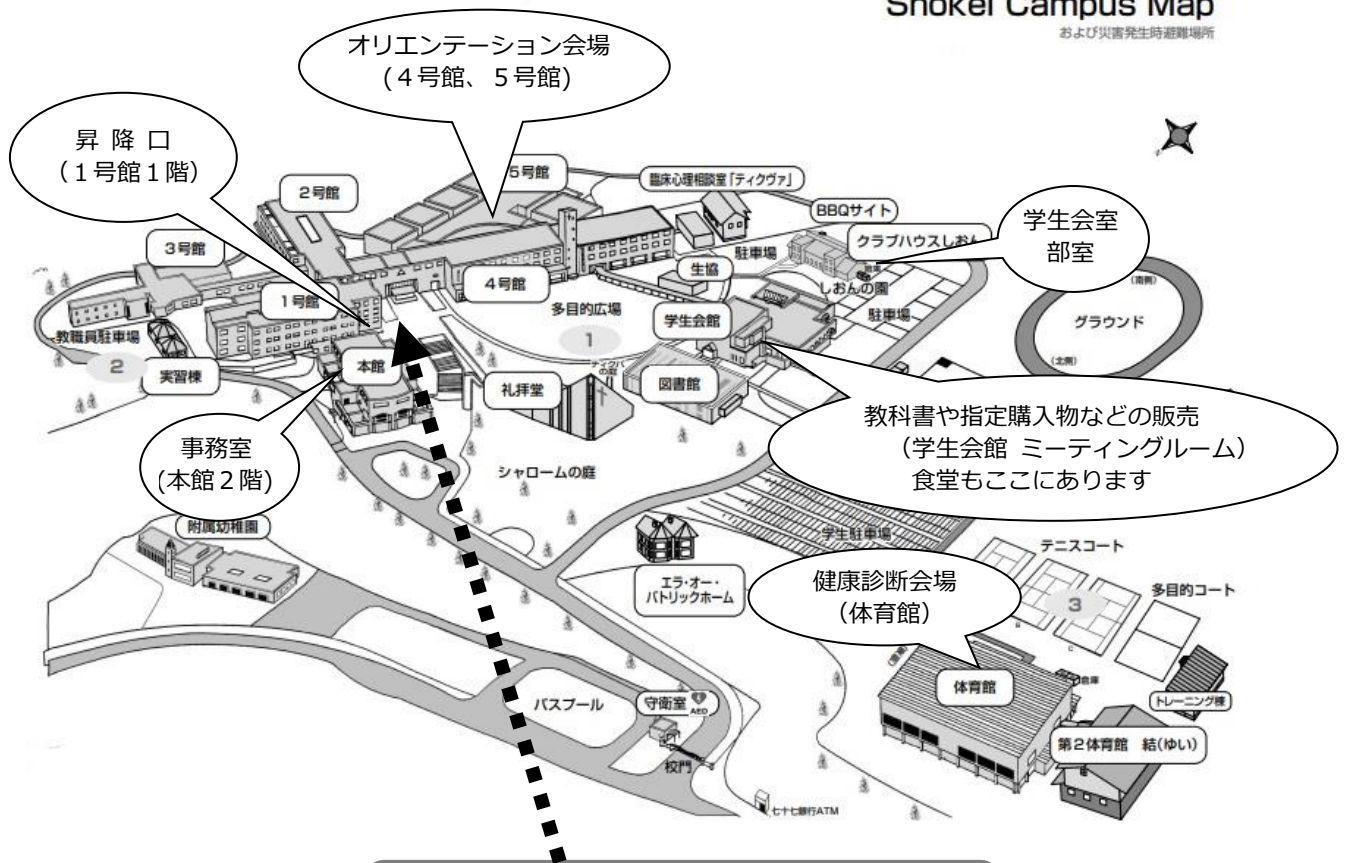 Shokei Campus Map
および災害発生時避難場所
オリエンテーション会場
(4号館、5号館)
昇 降 口
(1号館1階)
2号館
5号館
臨床心理相談室「ティクヴァ」
BBQサイト
学生会室
部室
3号館
駐車場
クラブハウスしおん
倉庫
1号館
4号館
生協
しおんの園
(南側)
教職員駐車場
多目的広場
学生会館
駐車場
グラウンド
2
実習棟
本館
1
ティクバ
の庭
礼拝堂
図書館
(北側)
事務室
(本館2階)
シャロームの庭
教科書や指定購入物などの販売
(学生会館 ミーティングルーム)
食堂もここにあります
附属幼稚園
学生駐車場
テニスコート
エラ・オー・
パトリックホーム
健康診断会場
(体育館)
3
多目的コート
B
C
体育館
倉庫
トレーニング棟
バスプール
守衛室
AED
第2体育館 結(ゆい)
校門
七十七銀行ATM